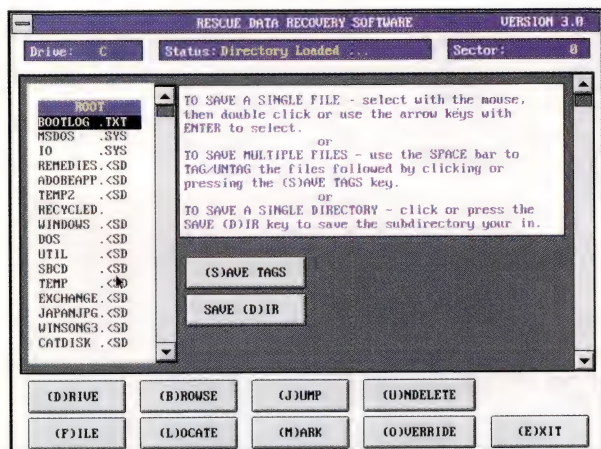 RESCUE DATA RECOVERY SOFTWARE VERSION 3.0
Drive: C Status: Directory Loaded ... Sector: 0
ROOT
BOOTLOG .TXT
MSDOS .SYS
IO .SYS
REMEDIES.<SD
ADOBEAPP.<SD
TEMP2 .<SD
RECYCLED.
WINDOWS .<SD
DOS .<SD
UTIL .<SD
SBCD .<SD
TEMP .<SD
EXCHANGE.<SD
JAPANJPG.<SD
WINSONG3.<SD
CATDISK .<SD
TO SAVE A SINGLE FILE - select with the mouse,
then double click or use the arrow keys with
ENTER to select.
or
TO SAVE MULTIPLE FILES - use the SPACE bar to
TAG/UNTAG the files followed by clicking or
pressing the (S)AVE TAGS key.
or
TO SAVE A SINGLE DIRECTORY - click or press the
SAVE (D)IR key to save the subdirectory your in.
(S)AVE TAGS
SAVE (D)IR
(D)RIVE (B)ROWSE (J)UMP (U)NDELETE
(F)ILE (L)OCATE (M)ARK (O)VERRIDE (E)XIT